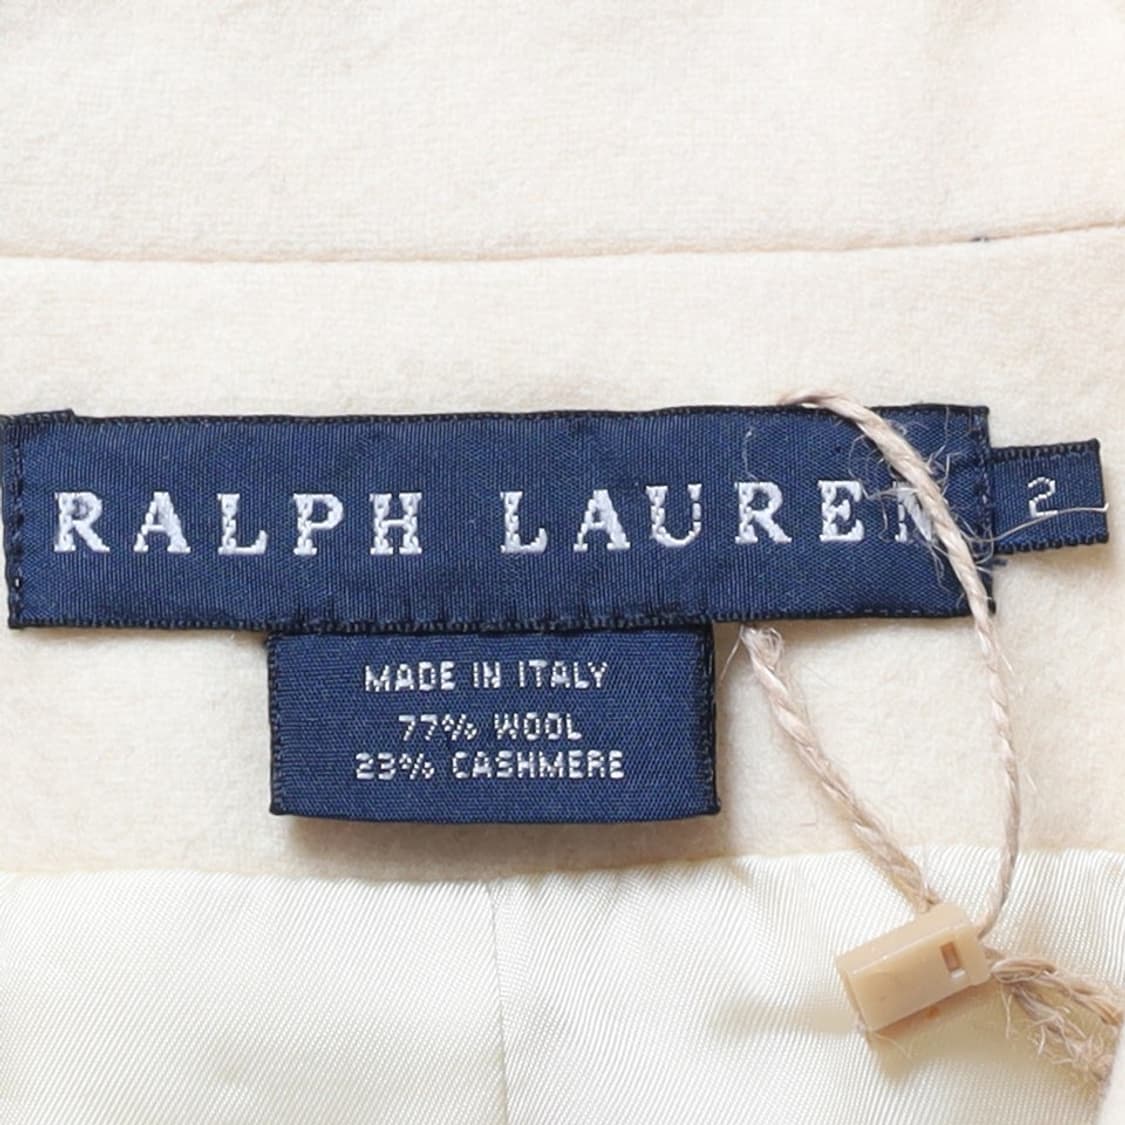 RALPH LAUREN
2
MADE IN ITALY
77% WOOL
23% CASHMERE